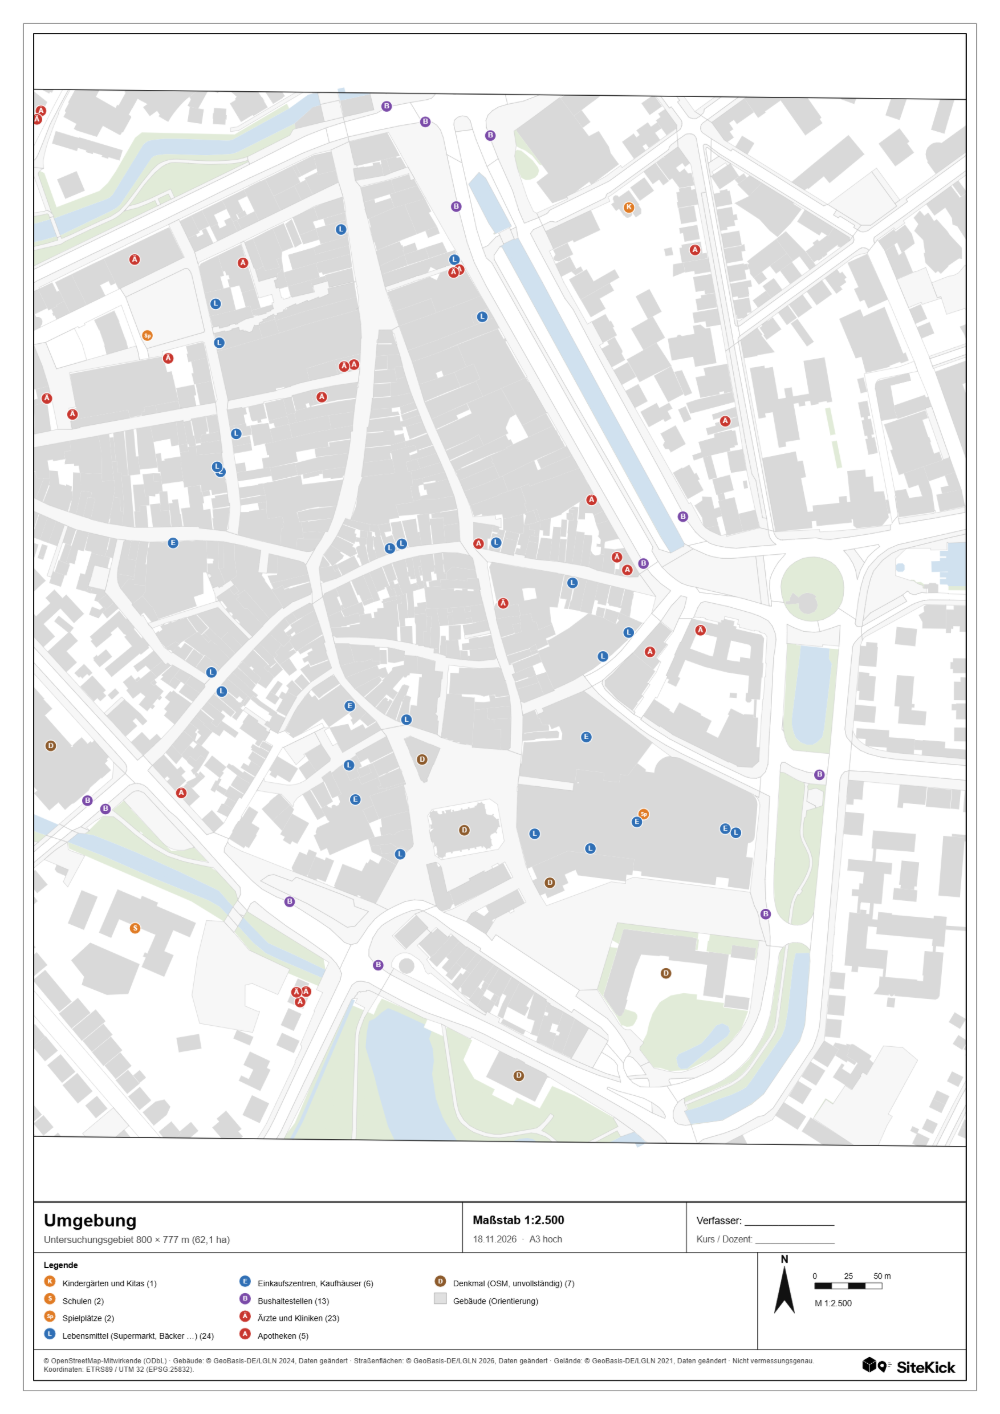 Umgebung
Untersuchungsgebiet 800 × 777 m (62,1 ha)
Maßstab 1:2.500
18.11.2026 · A3 hoch
Verfasser:
Kurs / Dozent:
Legende
K Kindergärten und Kitas (1)
S Schulen (2)
Sp Spielplätze (2)
L Lebensmittel (Supermarkt, Bäcker ...) (24)
E Einkaufszentren, Kaufhäuser (6)
B Bushaltestellen (13)
Ä Ärzte und Kliniken (23)
A Apotheken (5)
D Denkmal (OSM, unvollständig) (7)
Gebäude (Orientierung)
N
0 25 50 m
M 1:2.500
© OpenStreetMap-Mitwirkende (ODbL) · Gebäude: © GeoBasis-DE/LGLN 2024, Daten geändert · Straßenflächen: © GeoBasis-DE/LGLN 2026, Daten geändert · Gelände: © GeoBasis-DE/LGLN 2021, Daten geändert · Nicht vermessungsgenau.
Koordinaten: ETRS89 / UTM 32 (EPSG:25832).
SiteKick